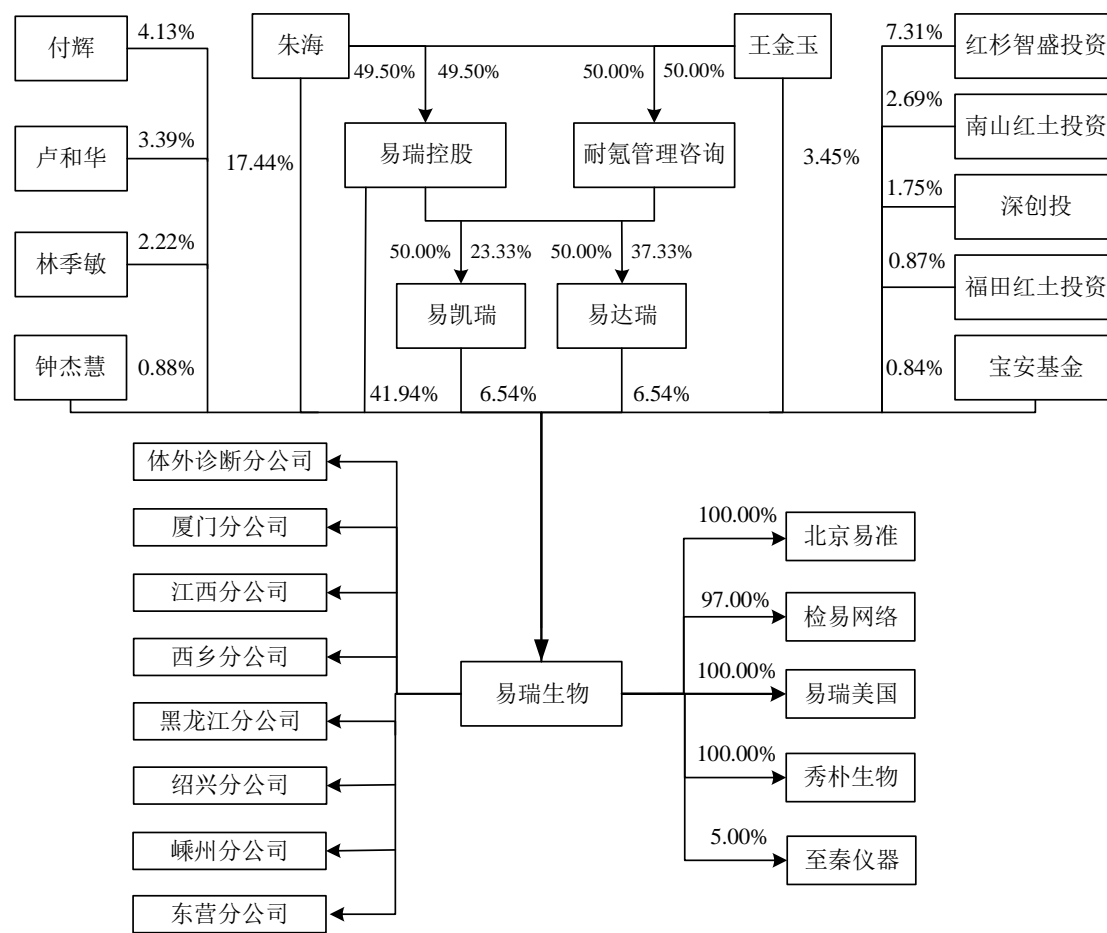 付辉
4.13%
朱海
王金玉
7.31%
红杉智盛投资
49.50%
49.50%
50.00%
50.00%
卢和华
3.39%
17.44%
易瑞控股
耐氪管理咨询
3.45%
2.69%
南山红土投资
1.75%
深创投
林季敏
2.22%
50.00%
23.33%
50.00%
37.33%
0.87%
福田红土投资
易凯瑞
易达瑞
钟杰慧
0.88%
41.94%
6.54%
6.54%
0.84%
宝安基金
体外诊断分公司
厦门分公司
江西分公司
西乡分公司
黑龙江分公司
绍兴分公司
嵊州分公司
东营分公司
易瑞生物
100.00%
北京易准
97.00%
检易网络
100.00%
易瑞美国
100.00%
秀朴生物
5.00%
至秦仪器